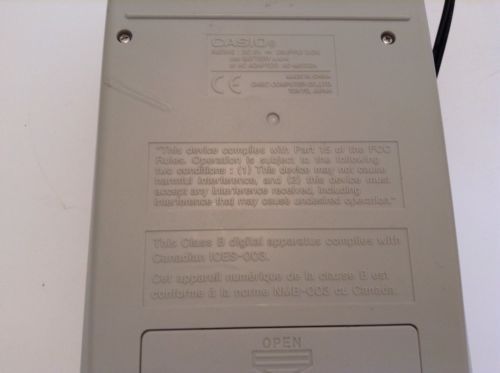 CASIO®
MADE IN CHINA
CASIO COMPUTER CO.,LTD.
TOKYO, JAPAN
CE
"This device complies with Part 15 of the FCC
Rules. Operation is subject to the following
two conditions : (1) This device may not cause
harmful interference, and (2) this device must
accept any interference received, including
interference that may cause undesired operation."
This Class B digital apparatus complies with
Canadian ICES-003.
Cet appareil numérique de la classe B est
conforme à la norme NMB-003 du Canada.
OPEN